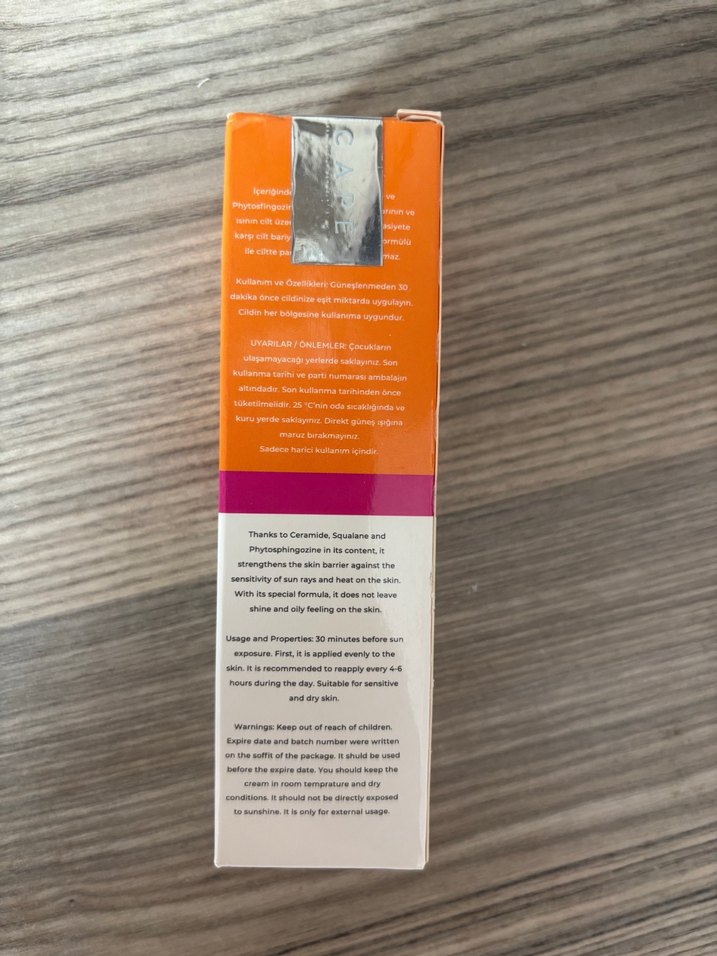 CAPE
İçeriğinde ve
Phytosfingozin arının ve
ısının cilt üzer asiyete
karşı cilt bariy ormülü
ile ciltte par maz.
Kullanım ve Özellikleri: Güneşlenmeden 30
dakika önce cildinize eşit miktarda uygulayın.
Cildin her bölgesine kullanıma uygundur.
UYARILAR / ÖNLEMLER: Çocukların
ulaşamayacağı yerlerde saklayınız. Son
kullanma tarihi ve parti numarası ambalajın
altındadır. Son kullanma tarihinden önce
tüketilmelidir. 25 °C'nin oda sıcaklığında ve
kuru yerde saklayınız. Direkt güneş ışığına
maruz bırakmayınız.
Sadece harici kullanım içindir.
Thanks to Ceramide, Squalane and
Phytosphingozine in its content, it
strengthens the skin barrier against the
sensitivity of sun rays and heat on the skin.
With its special formula, it does not leave
shine and oily feeling on the skin.
Usage and Properties: 30 minutes before sun
exposure. First, it is applied evenly to the
skin. It is recommended to reapply every 4-6
hours during the day. Suitable for sensitive
and dry skin.
Warnings: Keep out of reach of children.
Expire date and batch number were written
on the soffit of the package. It shuld be used
before the expire date. You should keep the
cream in room temprature and dry
conditions. It should not be directly exposed
to sunshine. It is only for external usage.